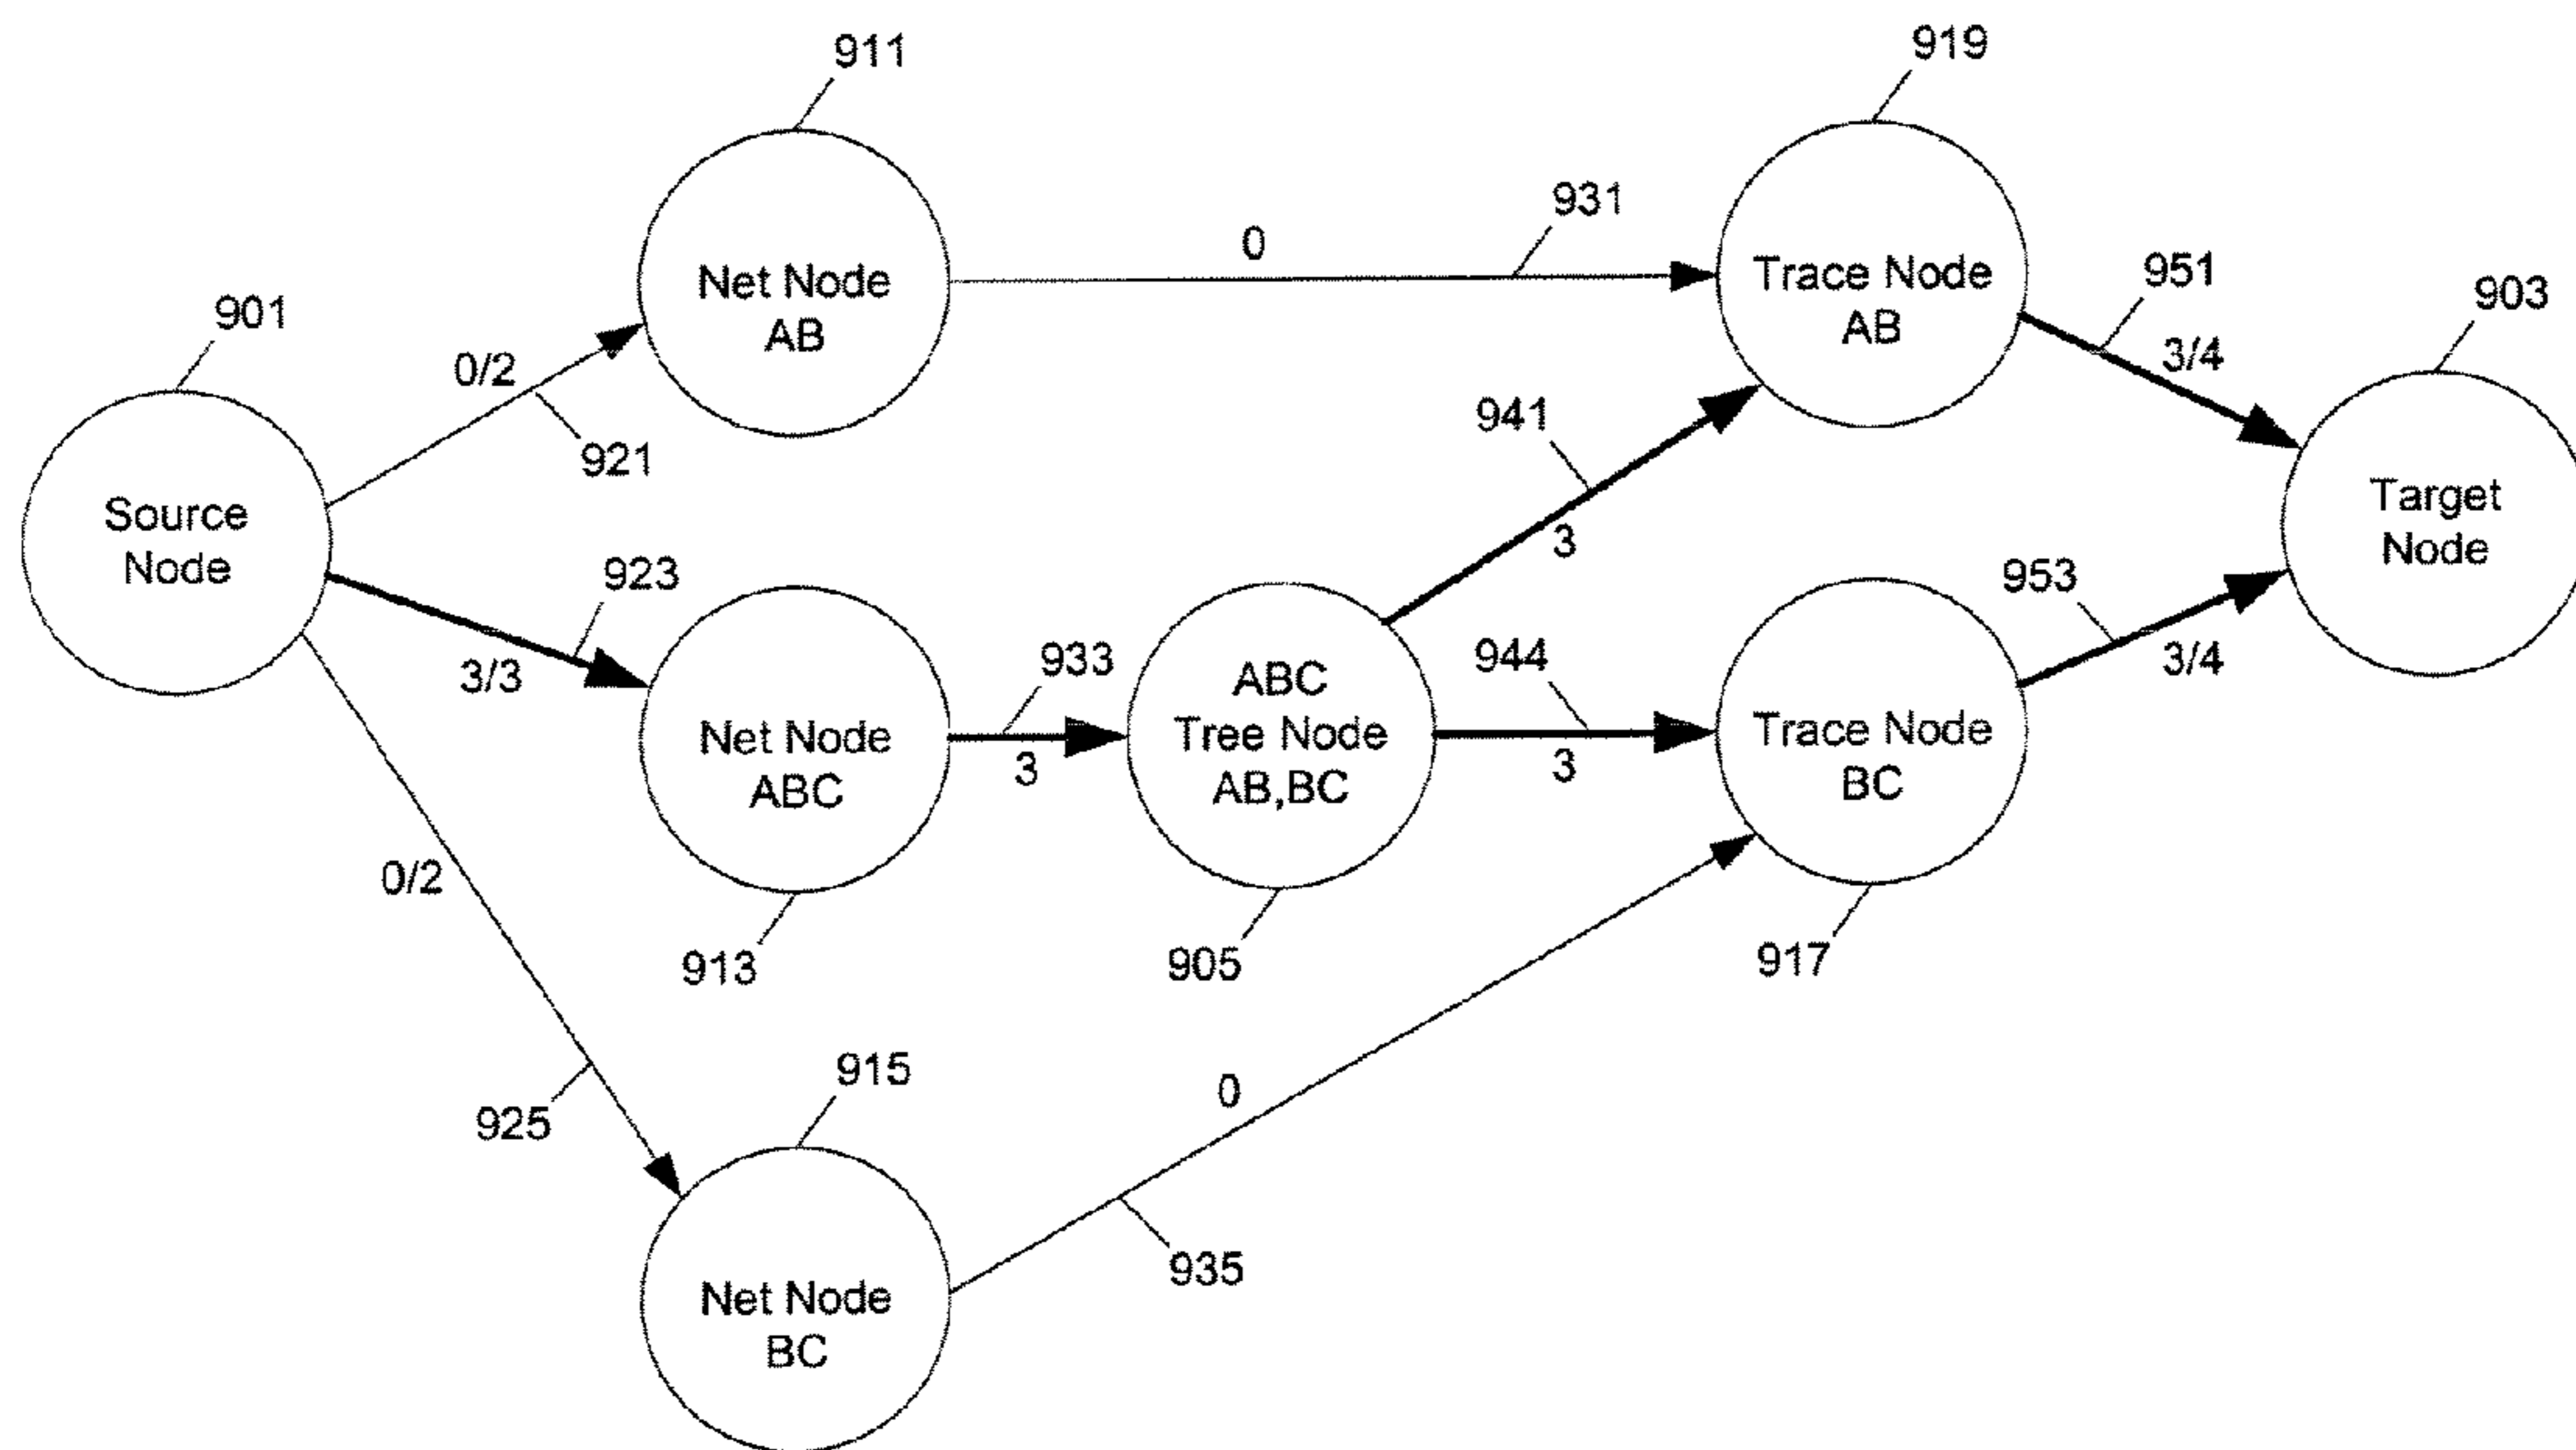 911
919
931
0
951
901
Net Node
AB
Trace Node
AB
903
0/2
3/4
941
921
Source
Node
Target
Node
3
923
953
933
944
3/3
ABC
Tree Node
AB,BC
3/4
Net Node
ABC
3
3
Trace Node
BC
0/2
913
905
917
915
0
925
935
Net Node
BC